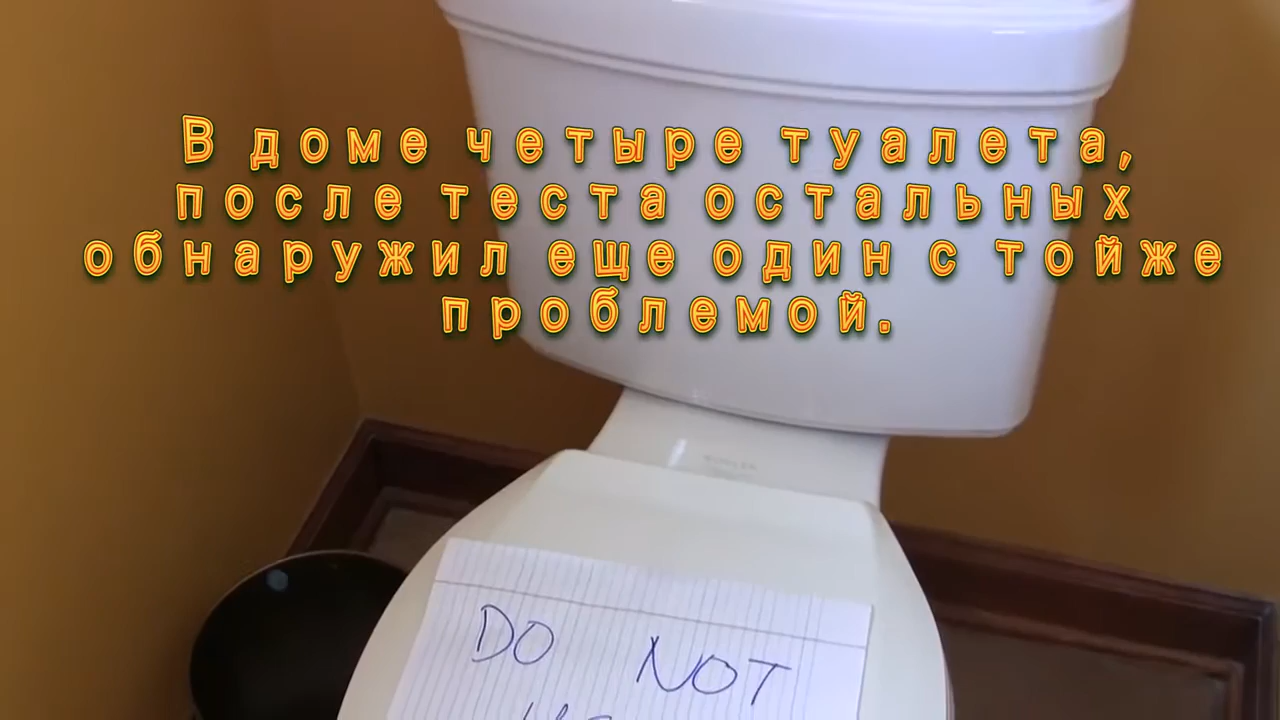 В доме четыре туалета,
после теста остальных
обнаружил еще один с тойже
проблемой.
DO NOT